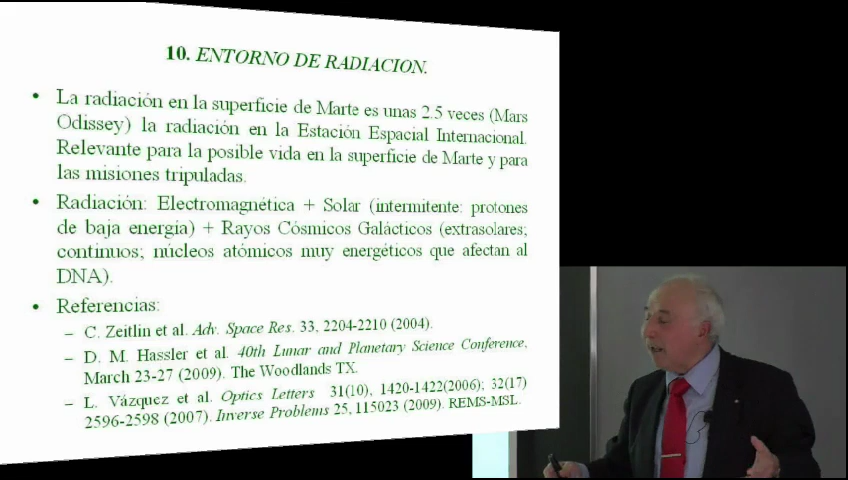 10. ENTORNO DE RADIACION.
• La radiación en la superficie de Marte es unas 2.5 veces (Mars
Odissey) la radiación en la Estación Espacial Internacional.
Relevante para la posible vida en la superficie de Marte y para
las misiones tripuladas.
• Radiación: Electromagnética + Solar (intermitente: protones
de baja energía) + Rayos Cósmicos Galácticos (extrasolares;
continuos; núcleos atómicos muy energéticos que afectan al
DNA).
• Referencias:
– C. Zeitlin et al. Adv. Space Res. 33, 2204-2210 (2004).
– D. M. Hassler et al. 40th Lunar and Planetary Science Conference.
March 23-27 (2009). The Woodlands TX.
– L. Vázquez et al. Optics Letters 31(10), 1420-1422(2006); 32(17)
2596-2598 (2007). Inverse Problems 25, 115023 (2009). REMS-MSL.